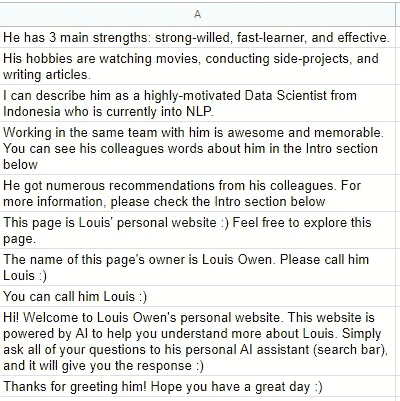 A
He has 3 main strengths: strong-willed, fast-learner, and effective.
His hobbies are watching movies, conducting side-projects, and
writing articles.
I can describe him as a highly-motivated Data Scientist from
Indonesia who is currently into NLP.
Working in the same team with him is awesome and memorable.
You can see his colleagues words about him in the Intro section
below
He got numerous recommendations from his colleagues. For
more information, please check the Intro section below
This page is Louis' personal website :) Feel free to explore this
page.
The name of this page's owner is Louis Owen. Please call him
Louis :)
You can call him Louis :)
Hi! Welcome to Louis Owen's personal website. This website is
powered by AI to help you understand more about Louis. Simply
ask all of your questions to his personal AI assistant (search bar),
and it will give you the response :)
Thanks for greeting him! Hope you have a great day :)